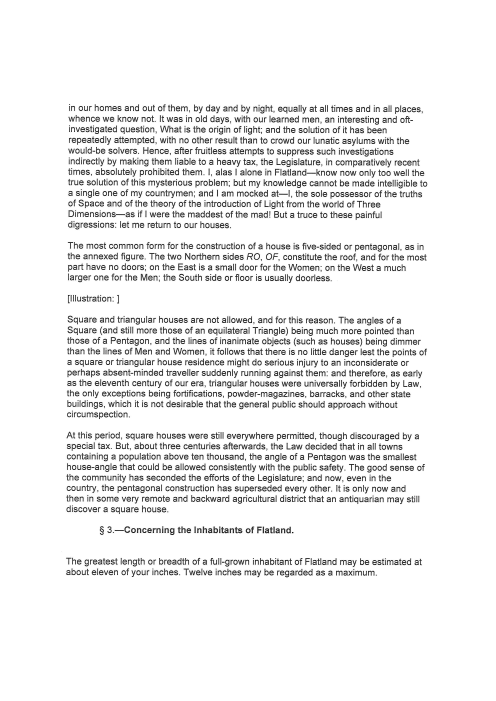 in our homes and out of them, by day and by night, equally at all times and in all places,
whence we know not. It was in old days, with our learned men, an interesting and oft-
investigated question, What is the origin of light; and the solution of it has been
repeatedly attempted, with no other result than to crowd our lunatic asylums with the
would-be solvers. Hence, after fruitless attempts to suppress such investigations
indirectly by making them liable to a heavy tax, the Legislature, in comparatively recent
times, absolutely prohibited them. I, alas I alone in Flatland—know now only too well the
true solution of this mysterious problem; but my knowledge cannot be made intelligible to
a single one of my countrymen; and I am mocked at—I, the sole possessor of the truths
of Space and of the theory of the introduction of Light from the world of Three
Dimensions—as if I were the maddest of the mad! But a truce to these painful
digressions: let me return to our houses.
The most common form for the construction of a house is five-sided or pentagonal, as in
the annexed figure. The two Northern sides RO, OF, constitute the roof, and for the most
part have no doors; on the East is a small door for the Women; on the West a much
larger one for the Men; the South side or floor is usually doorless.
[Illustration: ]
Square and triangular houses are not allowed, and for this reason. The angles of a
Square (and still more those of an equilateral Triangle) being much more pointed than
those of a Pentagon, and the lines of inanimate objects (such as houses) being dimmer
than the lines of Men and Women, it follows that there is no little danger lest the points of
a square or triangular house residence might do serious injury to an inconsiderate or
perhaps absent-minded traveller suddenly running against them: and therefore, as early
as the eleventh century of our era, triangular houses were universally forbidden by Law,
the only exceptions being fortifications, powder-magazines, barracks, and other state
buildings, which it is not desirable that the general public should approach without
circumspection.
At this period, square houses were still everywhere permitted, though discouraged by a
special tax. But, about three centuries afterwards, the Law decided that in all towns
containing a population above ten thousand, the angle of a Pentagon was the smallest
house-angle that could be allowed consistently with the public safety. The good sense of
the community has seconded the efforts of the Legislature; and now, even in the
country, the pentagonal construction has superseded every other. It is only now and
then in some very remote and backward agricultural district that an antiquarian may still
discover a square house.
§ 3.—Concerning the Inhabitants of Flatland.
The greatest length or breadth of a full-grown inhabitant of Flatland may be estimated at
about eleven of your inches. Twelve inches may be regarded as a maximum.